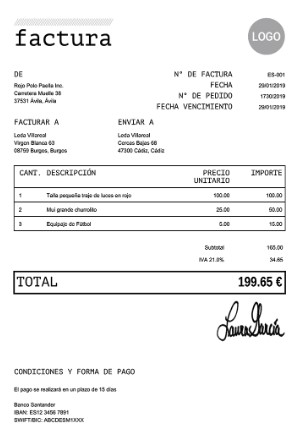 factura
LOGO
DE
Rojo Polo Paella Inc.
Carretera Muelle 38
37531 Ávila, Ávila
Nº DE FACTURA ES-001
FECHA 29/01/2019
Nº DE PEDIDO 1730/2019
FECHA VENCIMIENTO 29/01/2019
FACTURAR A
Leda Villareal
Virgen Blanca 63
08759 Burgos, Burgos
ENVIAR A
Leda Villareal
Cercas Bajas 68
47300 Cádiz, Cádiz
CANT. DESCRIPCIÓN PRECIO UNITARIO IMPORTE
1 Talla pequeña traje de luces en rojo 100.00 100.00
2 Mui grande churrolito 25.00 50.00
3 Equipaje de Fútbol 5.00 15.00
Subtotal 165.00
IVA 21.0% 34.65
TOTAL 199.65 €
Laura García
CONDICIONES Y FORMA DE PAGO
El pago se realizará en un plazo de 15 días
Banco Santander
IBAN: ES12 3456 7891
SWIFT/BIC: ABCDESM1XXX